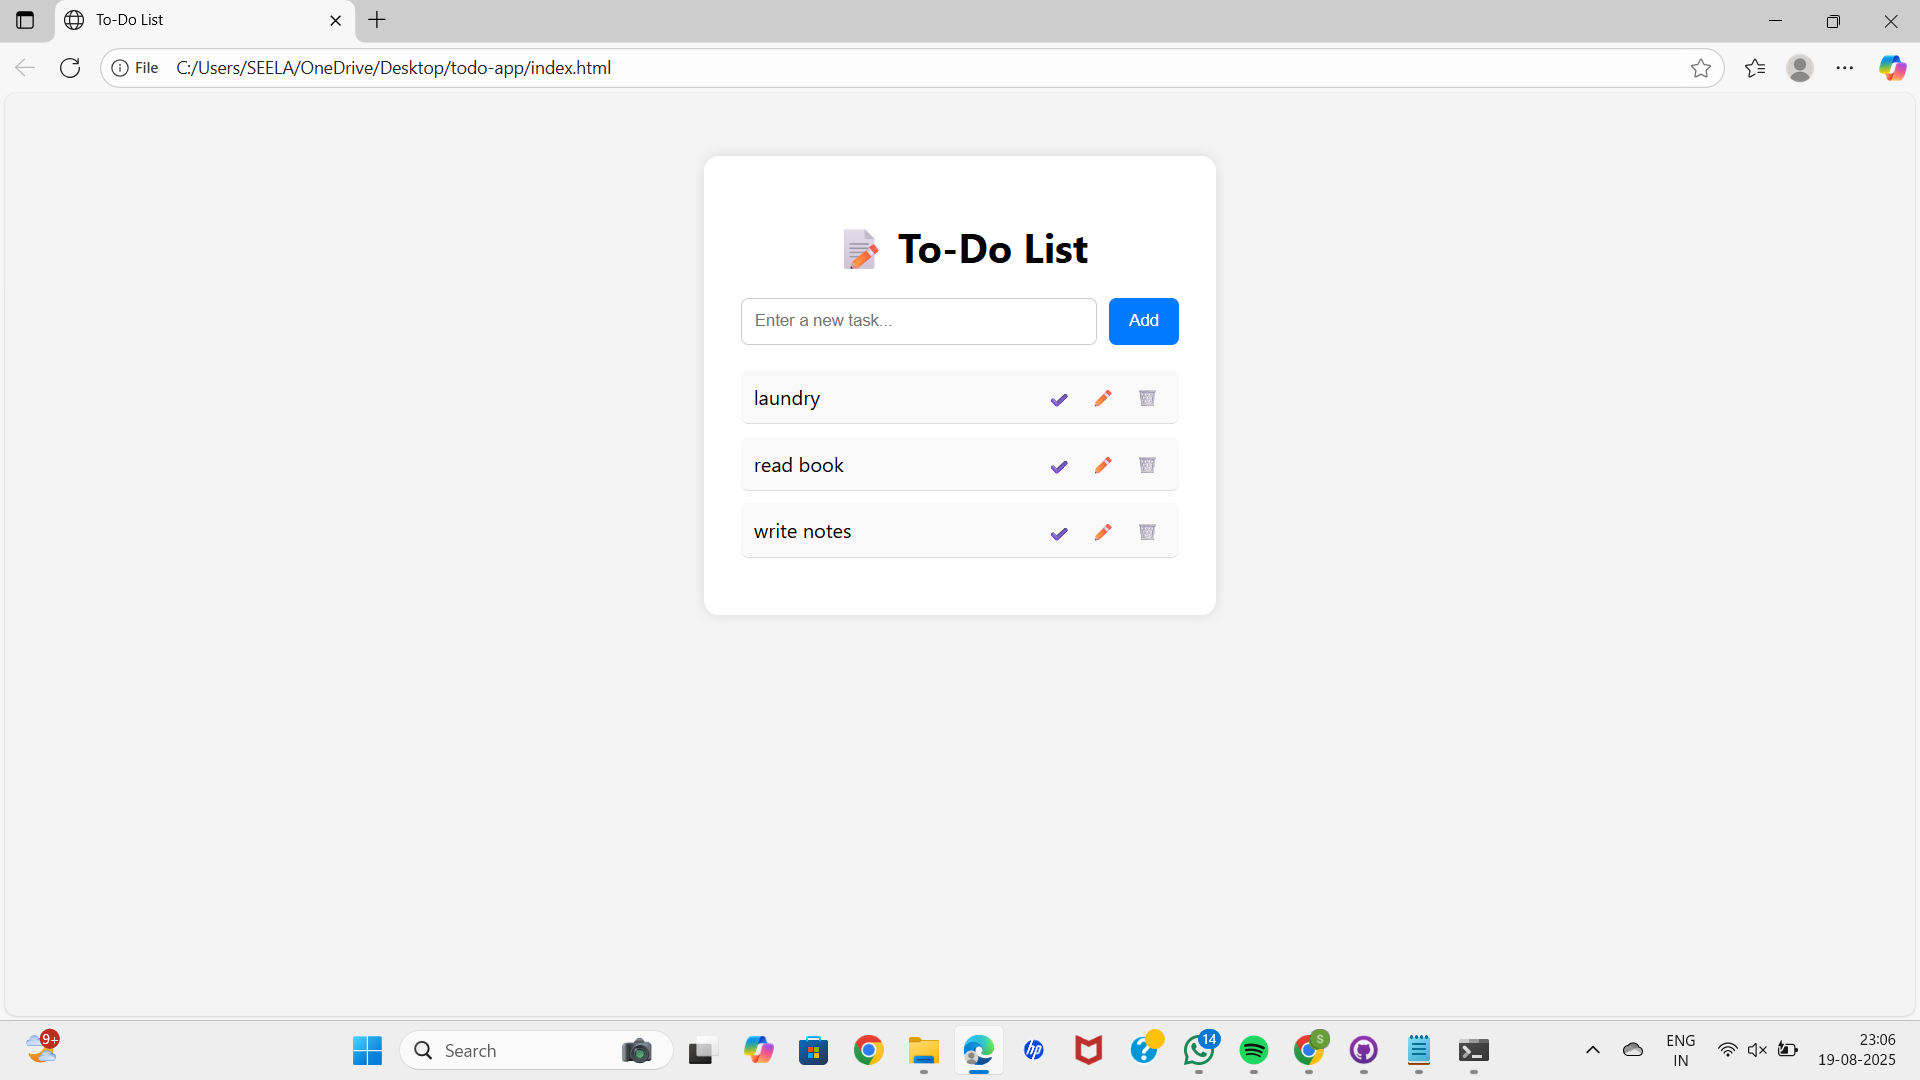 To-Do List
File C:/Users/SEELA/OneDrive/Desktop/todo-app/index.html
To-Do List
Enter a new task... Add
laundry
read book
write notes
9+
Search
hp
14
S
ENG
IN
23:06
19-08-2025